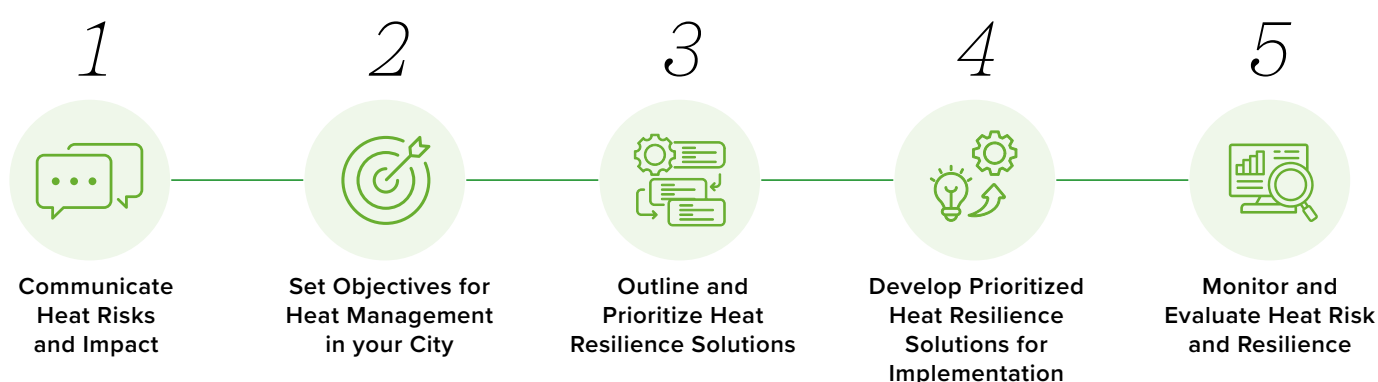 1
2
3
4
5
Communicate
Heat Risks
and Impact
Set Objectives for
Heat Management
in your City
Outline and
Prioritize Heat
Resilience Solutions
Develop Prioritized
Heat Resilience
Solutions for
Implementation
Monitor and
Evaluate Heat Risk
and Resilience